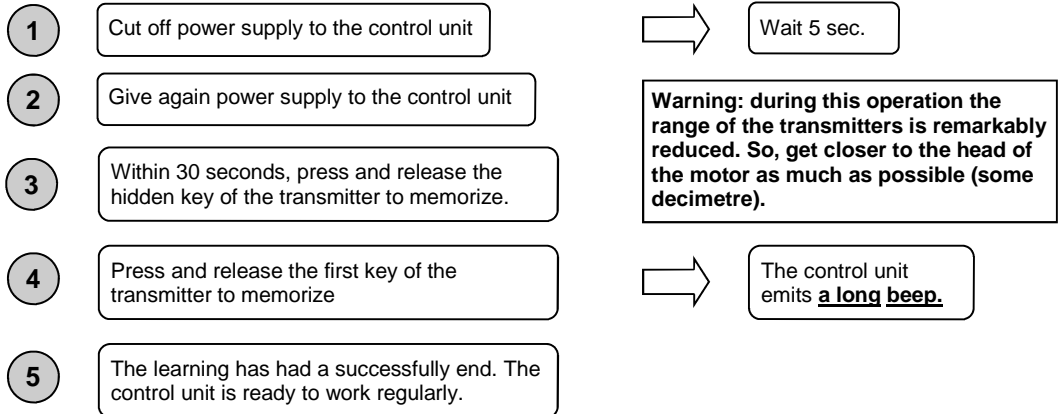 1
Cut off power supply to the control unit
Wait 5 sec.
2
Give again power supply to the control unit
Warning: during this operation the
range of the transmitters is remarkably
reduced. So, get closer to the head of
the motor as much as possible (some
decimetre).
3
Within 30 seconds, press and release the
hidden key of the transmitter to memorize.
4
Press and release the first key of the
transmitter to memorize
The control unit
emits a long beep.
5
The learning has had a successfully end. The
control unit is ready to work regularly.